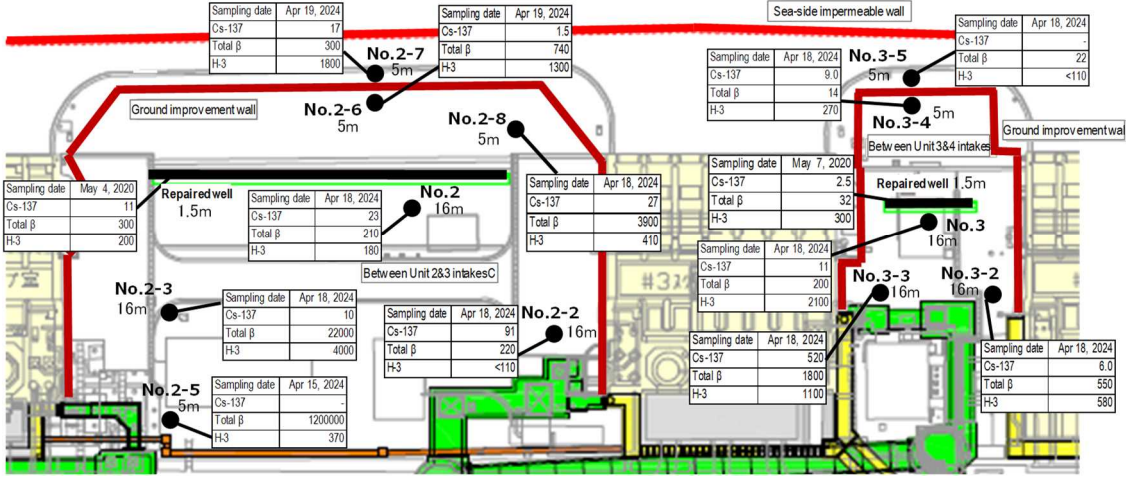 Sea-side impermeable wall
Sampling date Apr 19, 2024
Cs-137 17
Total β 300
H-3 1800
No.2-7
5m
Sampling date Apr 19, 2024
Cs-137 1.5
Total β 740
H-3 1300
No.2-6
5m
Sampling date Apr 18, 2024
Cs-137 -
Total β 22
H-3 <110
No.3-5
5m
Sampling date Apr 18, 2024
Cs-137 9.0
Total β 14
H-3 270
No.3-4
5m
Ground improvement wall
No.2-8
5m
Ground improvement wall
Between Unit 3&4 intakes
Sampling date May 4, 2020
Cs-137 11
Total β 300
H-3 200
Repaired well
1.5m
Sampling date Apr 18, 2024
Cs-137 23
Total β 210
H-3 180
No.2
16m
Sampling date Apr 18, 2024
Cs-137 27
Total β 3900
H-3 410
Sampling date May 7, 2020
Cs-137 2.5
Total β 32
H-3 300
Repaired well 1.5m
No.3
16m
Between Unit 2&3 intakesC
Sampling date Apr 18, 2024
Cs-137 11
Total β 200
H-3 2100
No.2-3
16m
Sampling date Apr 18, 2024
Cs-137 10
Total β 22000
H-3 4000
Sampling date Apr 18, 2024
Cs-137 91
Total β 220
H-3 <110
No.2-2
16m
No.3-3
16m
No.3-2
16m
Sampling date Apr 18, 2024
Cs-137 520
Total β 1800
H-3 1100
Sampling date Apr 18, 2024
Cs-137 6.0
Total β 550
H-3 580
No.2-5
5m
Sampling date Apr 15, 2024
Cs-137 -
Total β 1200000
H-3 370